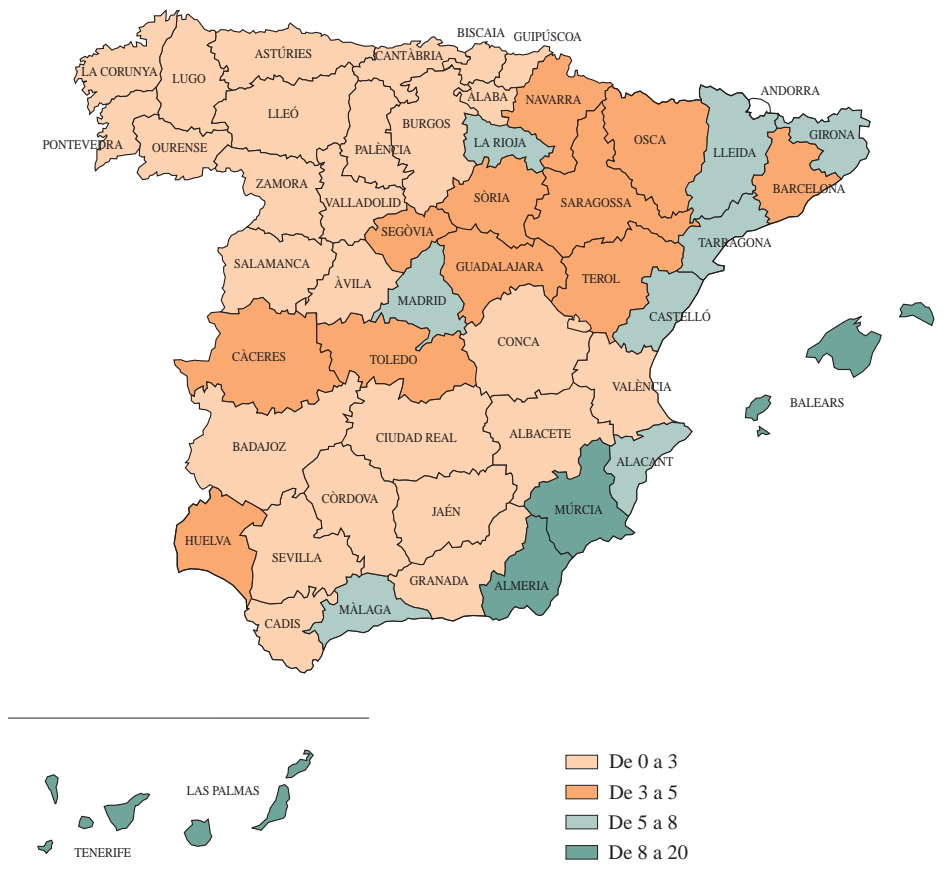 BISCAIA
GUIPÚSCOA
ASTÚRIES
CANTÀBRIA
LA CORUNYA
LUGO
ANDORRA
ÀLABA
NAVARRA
LLEÓ
BURGOS
GIRONA
OSCA
PONTEVEDRA
OURENSE
PALÈNCIA
LA RIOJA
LLEIDA
ZAMORA
BARCELONA
VALLADOLID
SÒRIA
SARAGOSSA
SEGÒVIA
TARRAGONA
SALAMANCA
GUADALAJARA
TEROL
ÀVILA
MADRID
CASTELLÓ
CONCA
CÀCERES
TOLEDO
VALÈNCIA
BALEARS
BADAJOZ
CIUDAD REAL
ALBACETE
ALACANT
CÒRDOVA
JAÉN
MÚRCIA
HUELVA
SEVILLA
GRANADA
ALMERIA
MÀLAGA
CADIS
LAS PALMAS
TENERIFE
De 0 a 3
De 3 a 5
De 5 a 8
De 8 a 20